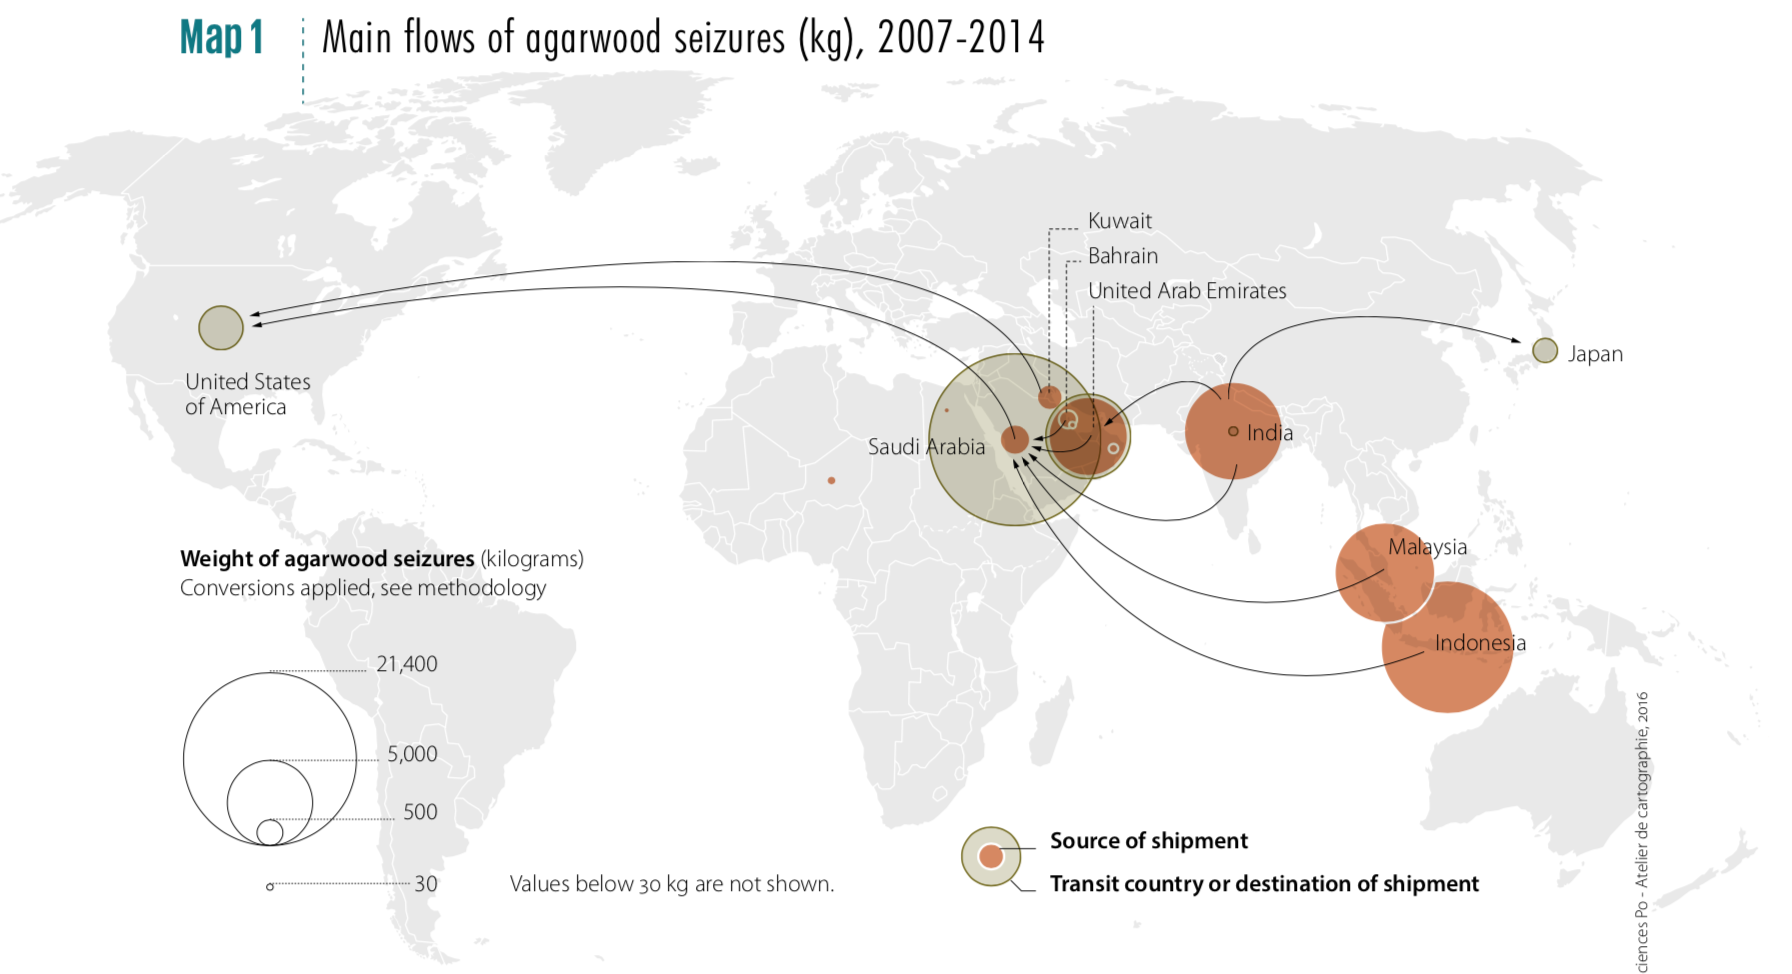 Map 1
Main flows of agarwood seizures (kg), 2007-2014
Kuwait
Bahrain
United Arab Emirates
United States
of America
Saudi Arabia
India
Japan
Malaysia
Indonesia
Weight of agarwood seizures (kilograms)
Conversions applied, see methodology
21,400
5,000
500
30
Values below 30 kg are not shown.
Source of shipment
Transit country or destination of shipment
ciences Po - Atelier de cartographie, 2016